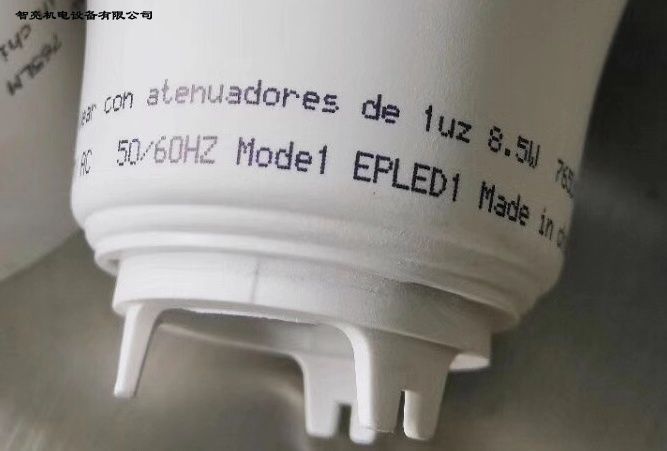 智亮机电设备有限公司
765LM
con atenuadores de luz 8.5W
AC 50/60HZ Model EPLED1 Made in